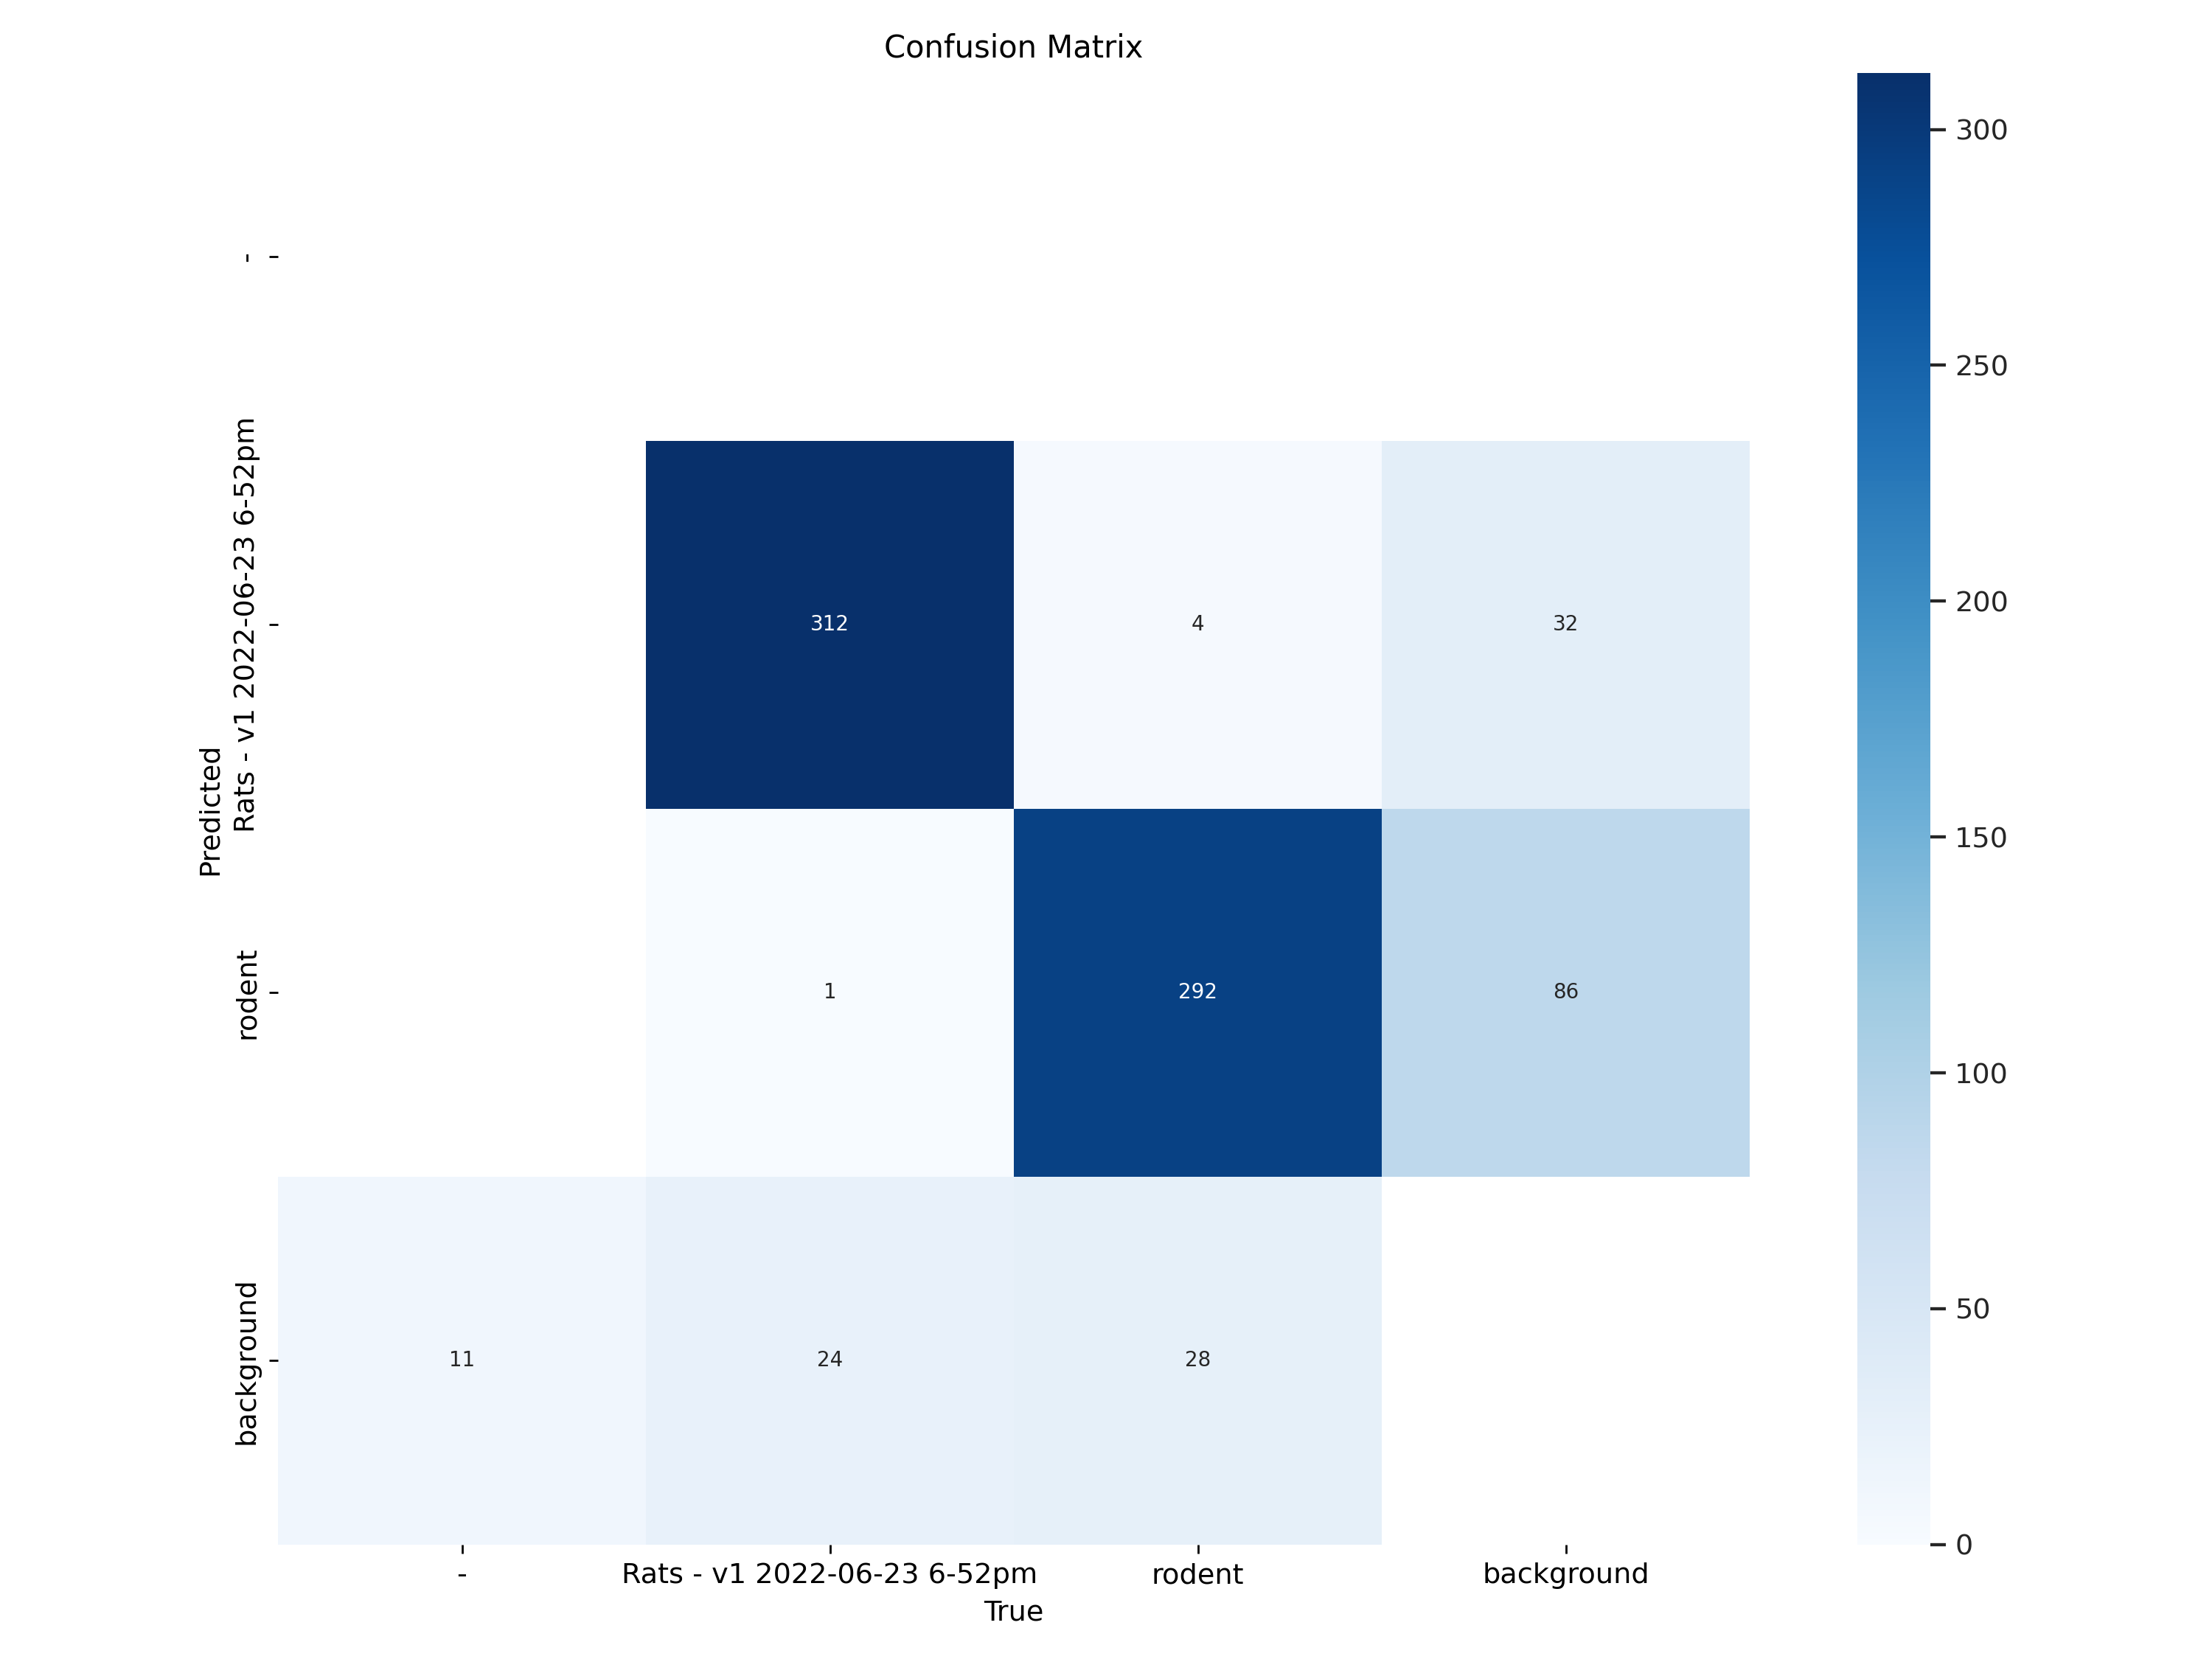 Confusion Matrix
300
250
200
150
100
50
0
Predicted
-
Rats - v1 2022-06-23 6-52pm
rodent
background
312 4 32
1 292 86
11 24 28
- Rats - v1 2022-06-23 6-52pm rodent background
True